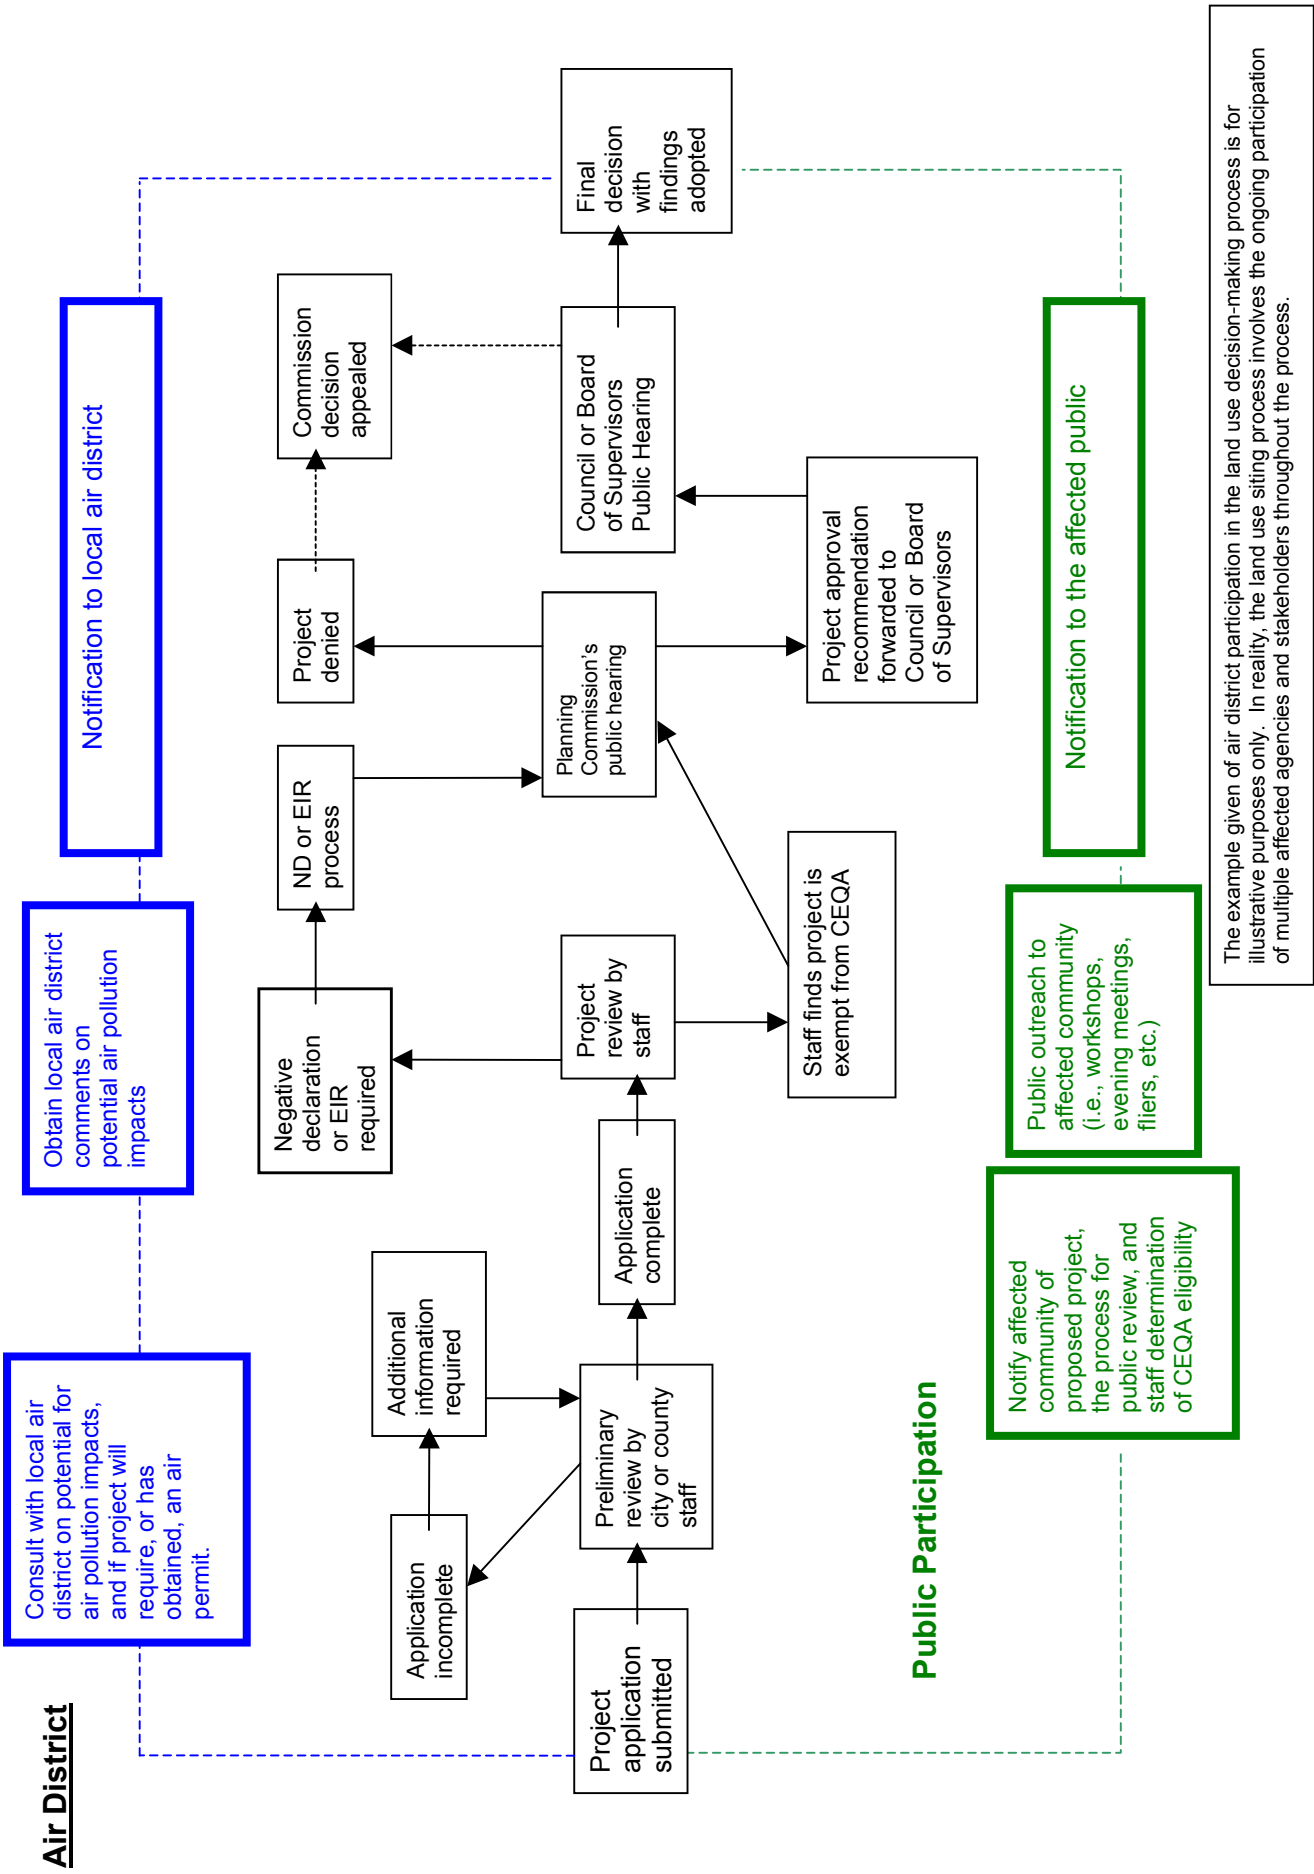 Air District
Consult with local air
district on potential for
air pollution impacts,
and if project will
require, or has
obtained, an air
permit.
Obtain local air district
comments on
potential air pollution
impacts
Notification to local air district
Project
application
submitted
Application
incomplete
Additional
information
required
Preliminary
review by
city or county
staff
Application
complete
Project
review by
staff
Negative
declaration
or EIR
required
ND or EIR
process
Staff finds project is
exempt from CEQA
Planning
Commission's
public hearing
Project
denied
Commission
decision
appealed
Project approval
recommendation
forwarded to
Council or Board
of Supervisors
Council or Board
of Supervisors
Public Hearing
Final
decision
with
findings
adopted
Public Participation
Notify affected
community of
proposed project,
the process for
public review, and
staff determination
of CEQA eligibility
Public outreach to
affected community
(i.e., workshops,
evening meetings,
fliers, etc.)
Notification to the affected public
The example given of air district participation in the land use decision-making process is for
illustrative purposes only.  In reality, the land use siting process involves the ongoing participation
of multiple affected agencies and stakeholders throughout the process.